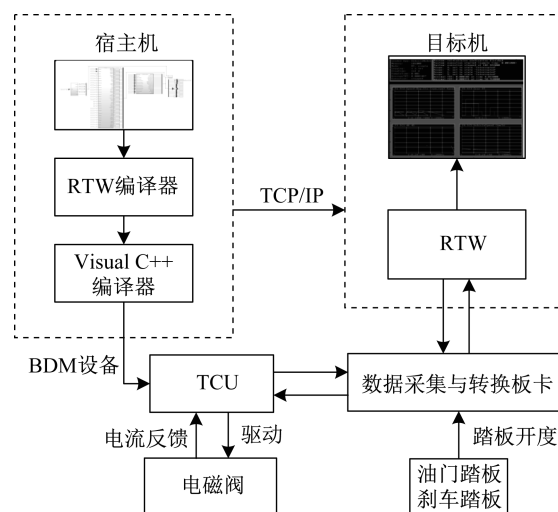 宿主机
目标机
RTW编译器
TCP/IP
RTW
Visual C++
编译器
BDM设备
TCU
数据采集与转换板卡
电流反馈
驱动
踏板开度
电磁阀
油门踏板
刹车踏板